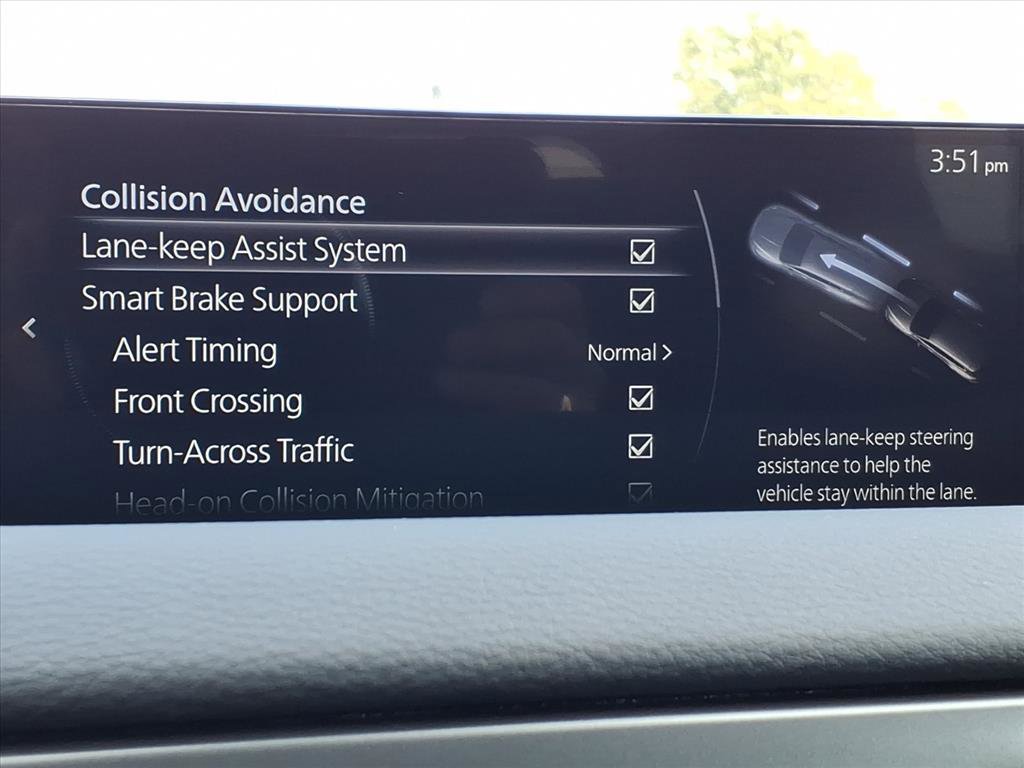 3:51 pm
Collision Avoidance
Lane-keep Assist System
Smart Brake Support
Alert Timing Normal >
Front Crossing
Turn-Across Traffic
Head-on Collision Mitigation
Enables lane-keep steering
assistance to help the
vehicle stay within the lane.